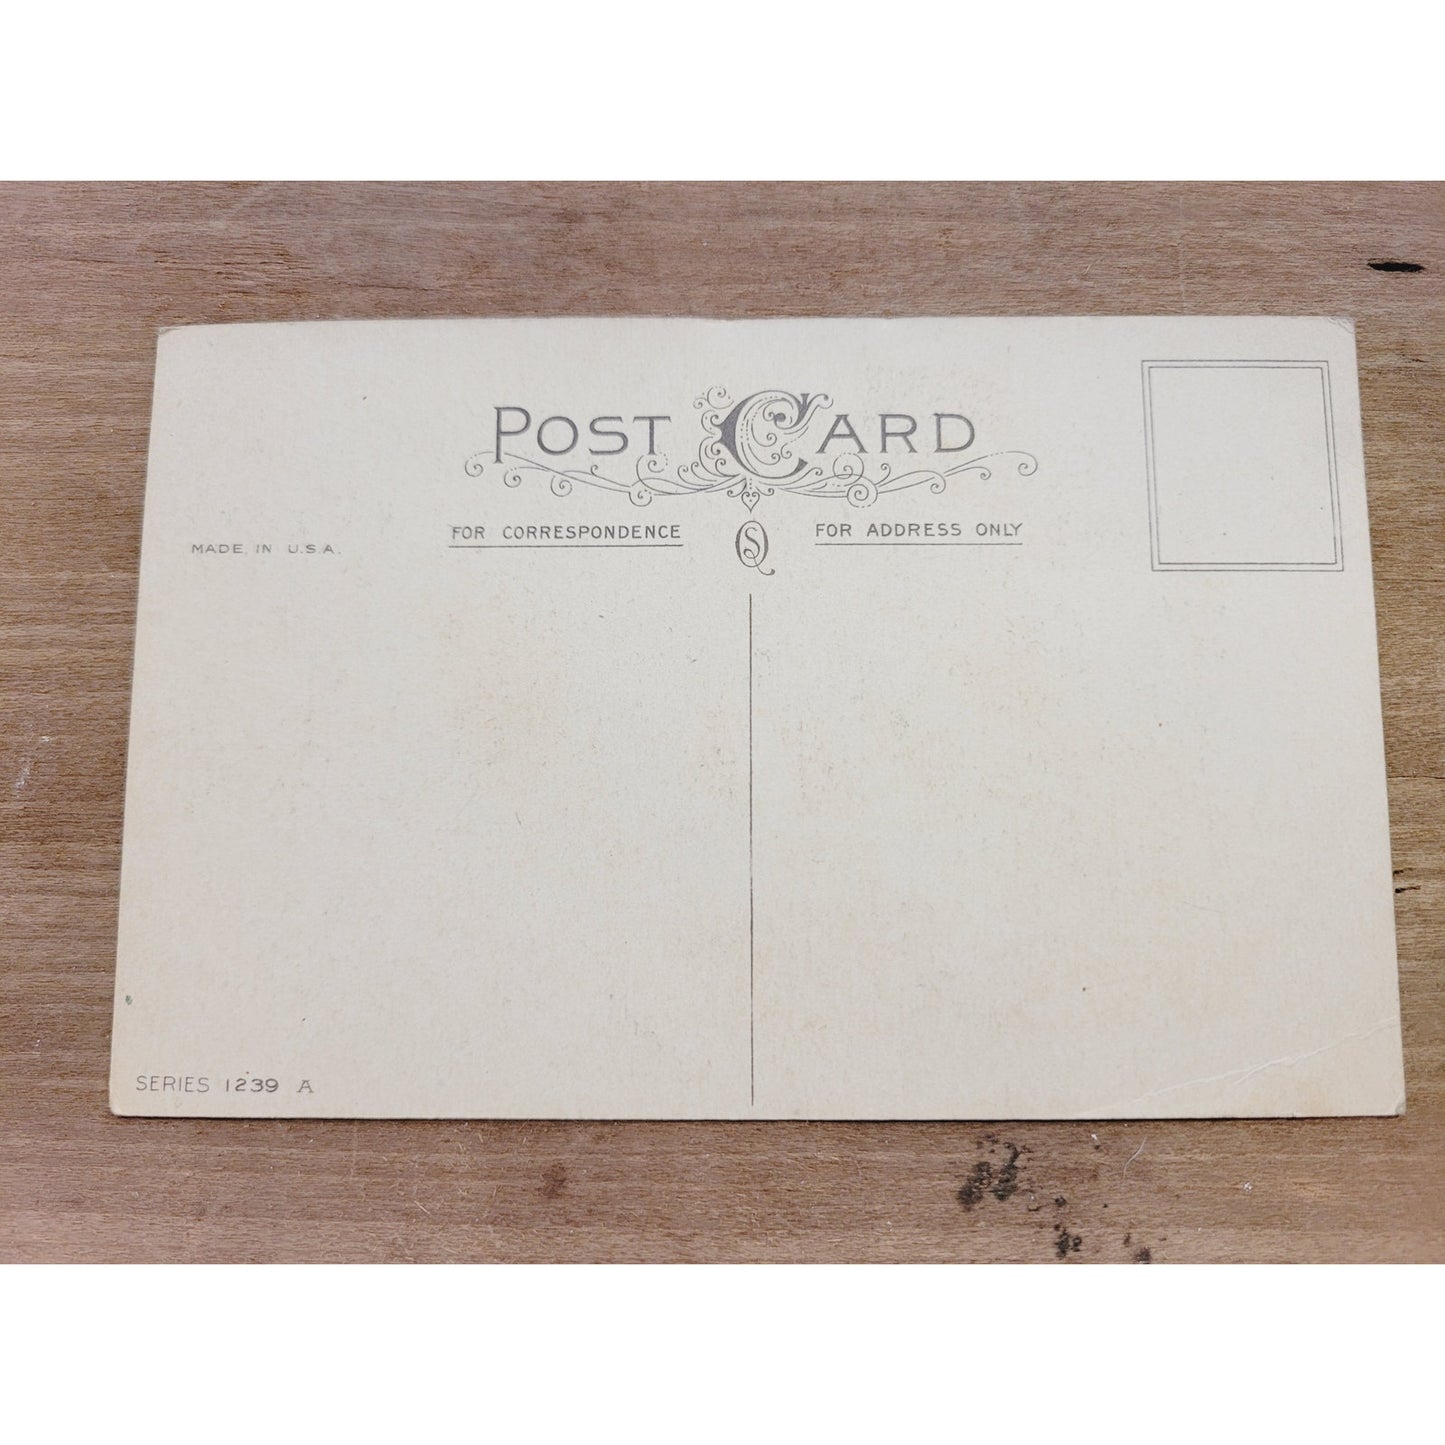 POST CARD
FOR CORRESPONDENCE
FOR ADDRESS ONLY
MADE IN U.S.A.
SERIES 1239 A